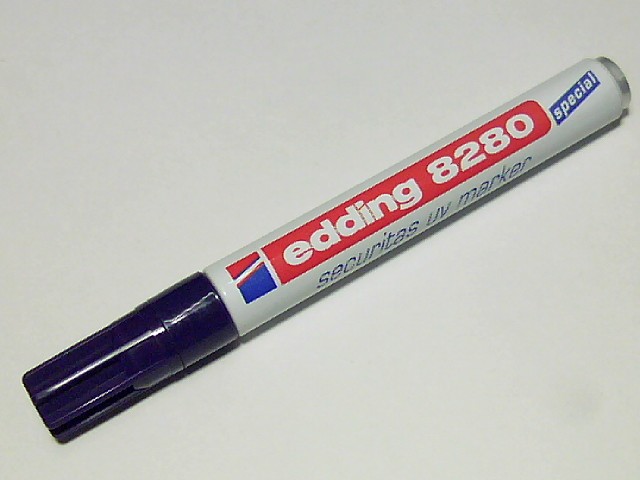 edding 8280
securitas uv marker
special